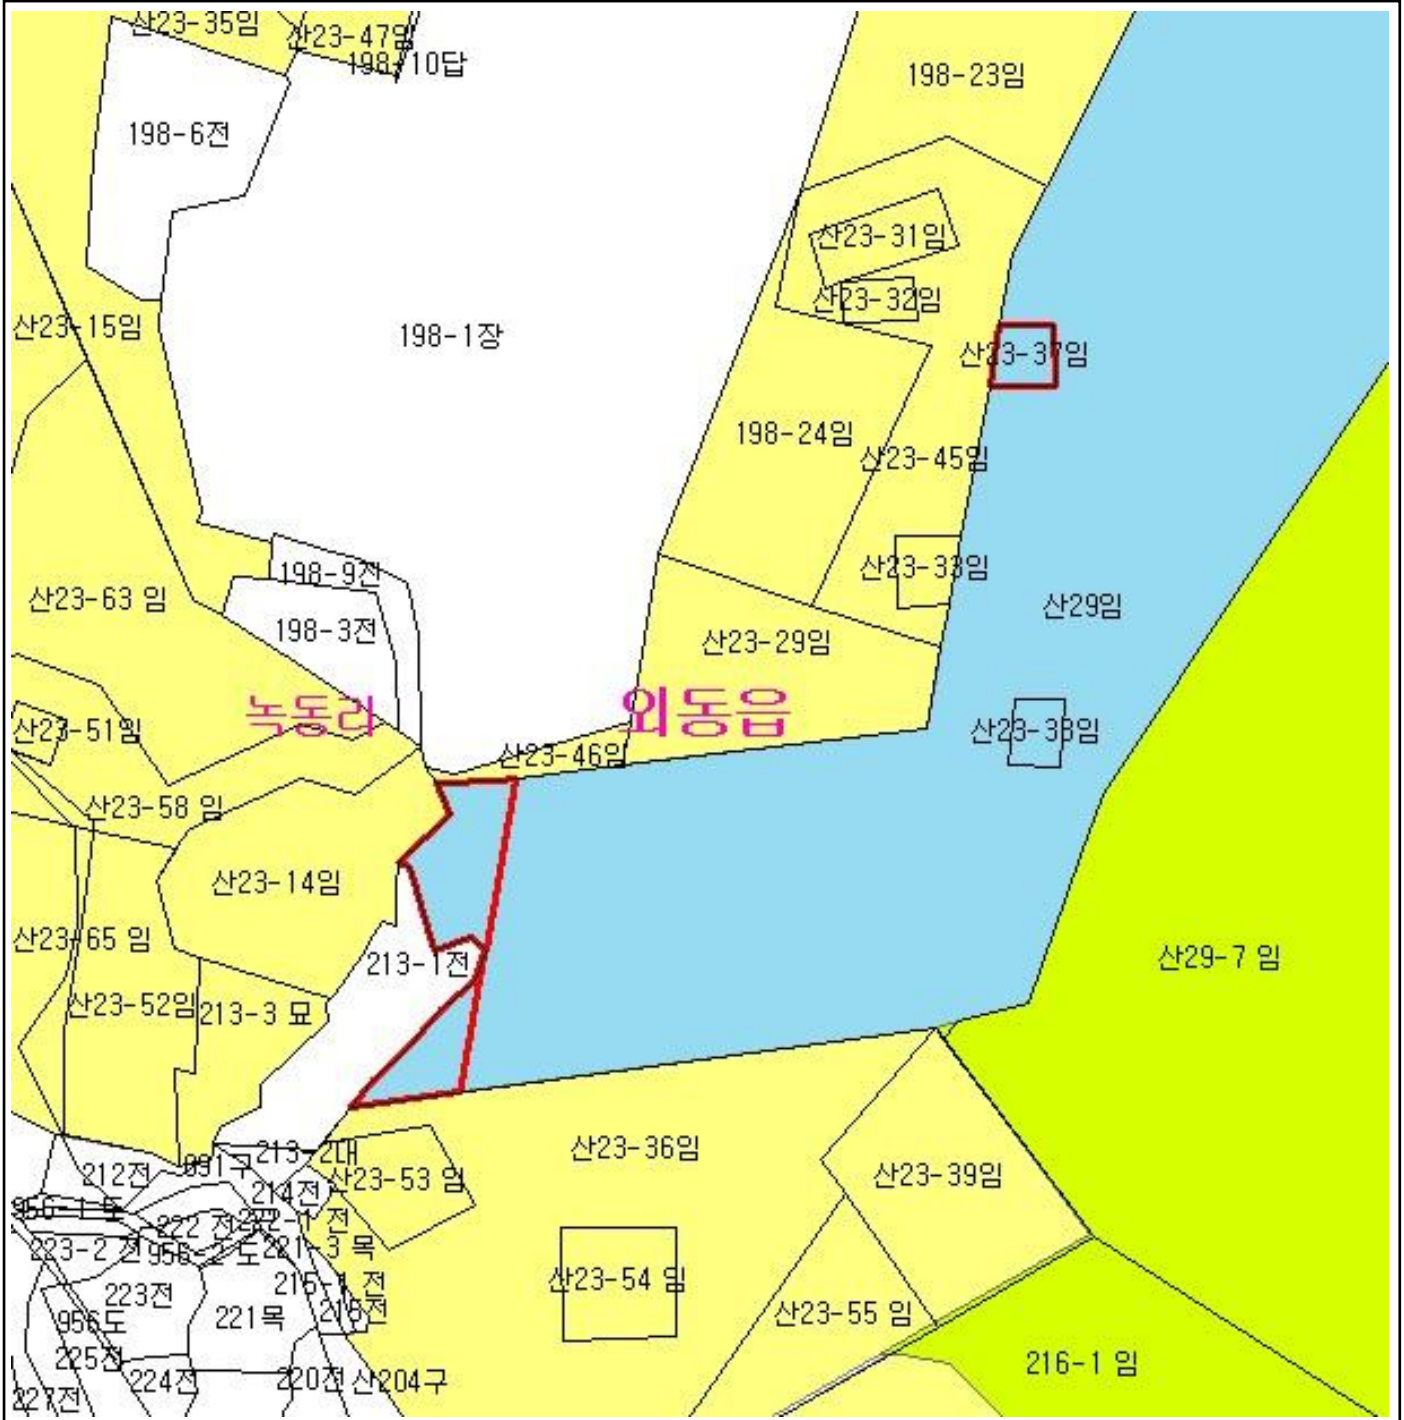 산23-35임
산23-47임
198-10답
198-23임
198-6전
산23-31임
산23-32임
산23-15임
198-1장
산23-37임
198-24임
산23-45임
198-9전
산23-33임
산23-63 임
산29임
198-3전
산23-29임
녹동리
외동읍
산23-51임
산23-46임
산23-38임
산23-58 임
산23-14임
산23-65 임
213-1전
산29-7 임
산23-52임
213-3 묘
213-2대
산23-36임
212전
산23-53 임
산23-39임
214전
956-1 도
222 전
222-1 전
223-2 전
221-3 목
215-1 전
산23-54 임
223전
215전
956도
221목
산23-55 임
225전
216-1 임
224전
220전
산204구
227전